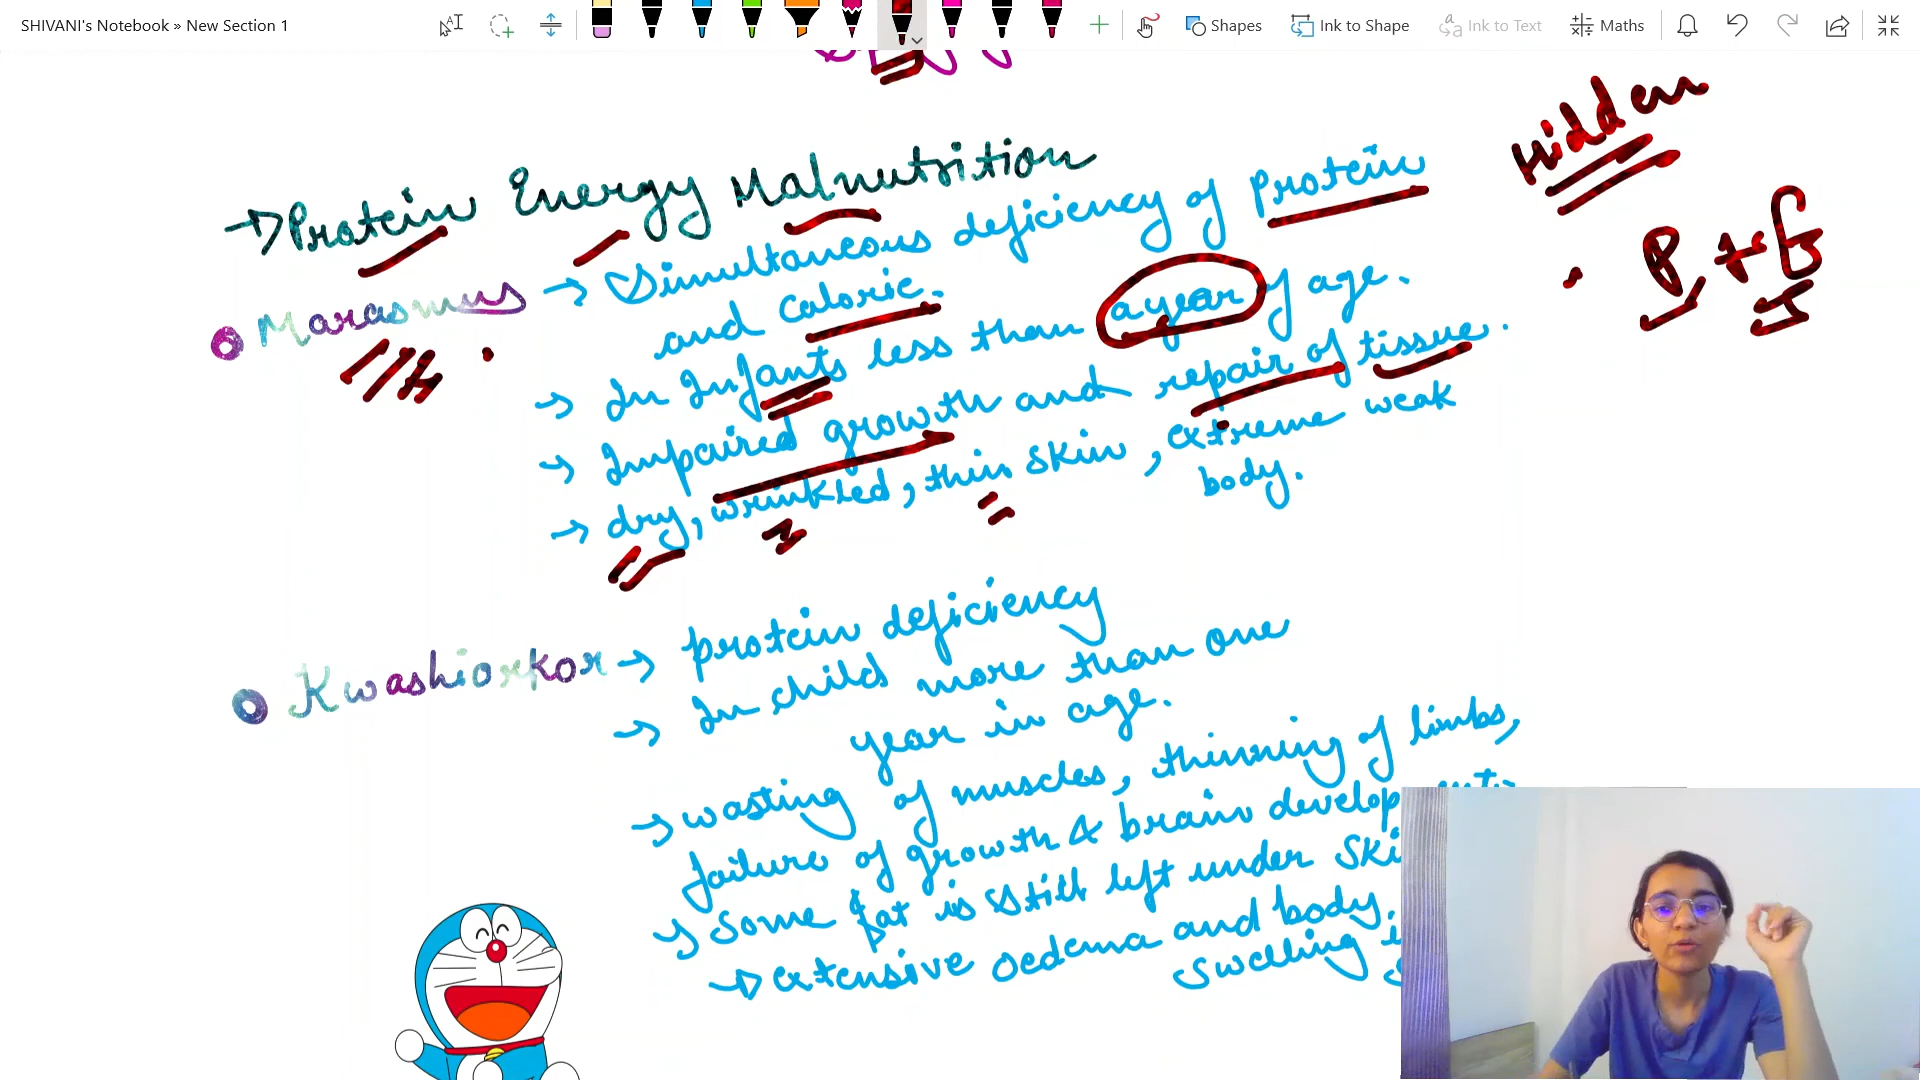 SHIVANI's Notebook » New Section 1
Shapes
Ink to Shape
Ink to Text
Maths
Hidden
→ Protein Energy Malnutrition
• Marasmus → Simultaneous deficiency of Protein
and Calorie.
P + E
→ In Infants less than a year of age.
→ Impaired growth and repair of tissue.
→ dry, wrinkled, thin skin, extreme weak
body.
• Kwashiorkor → protein deficiency
→ In child more than one
year in age.
→ wasting of muscles, thinning of limbs,
failure of growth & brain develop
→ some fat is still left under ski
→ extensive oedema and body.
swelling i